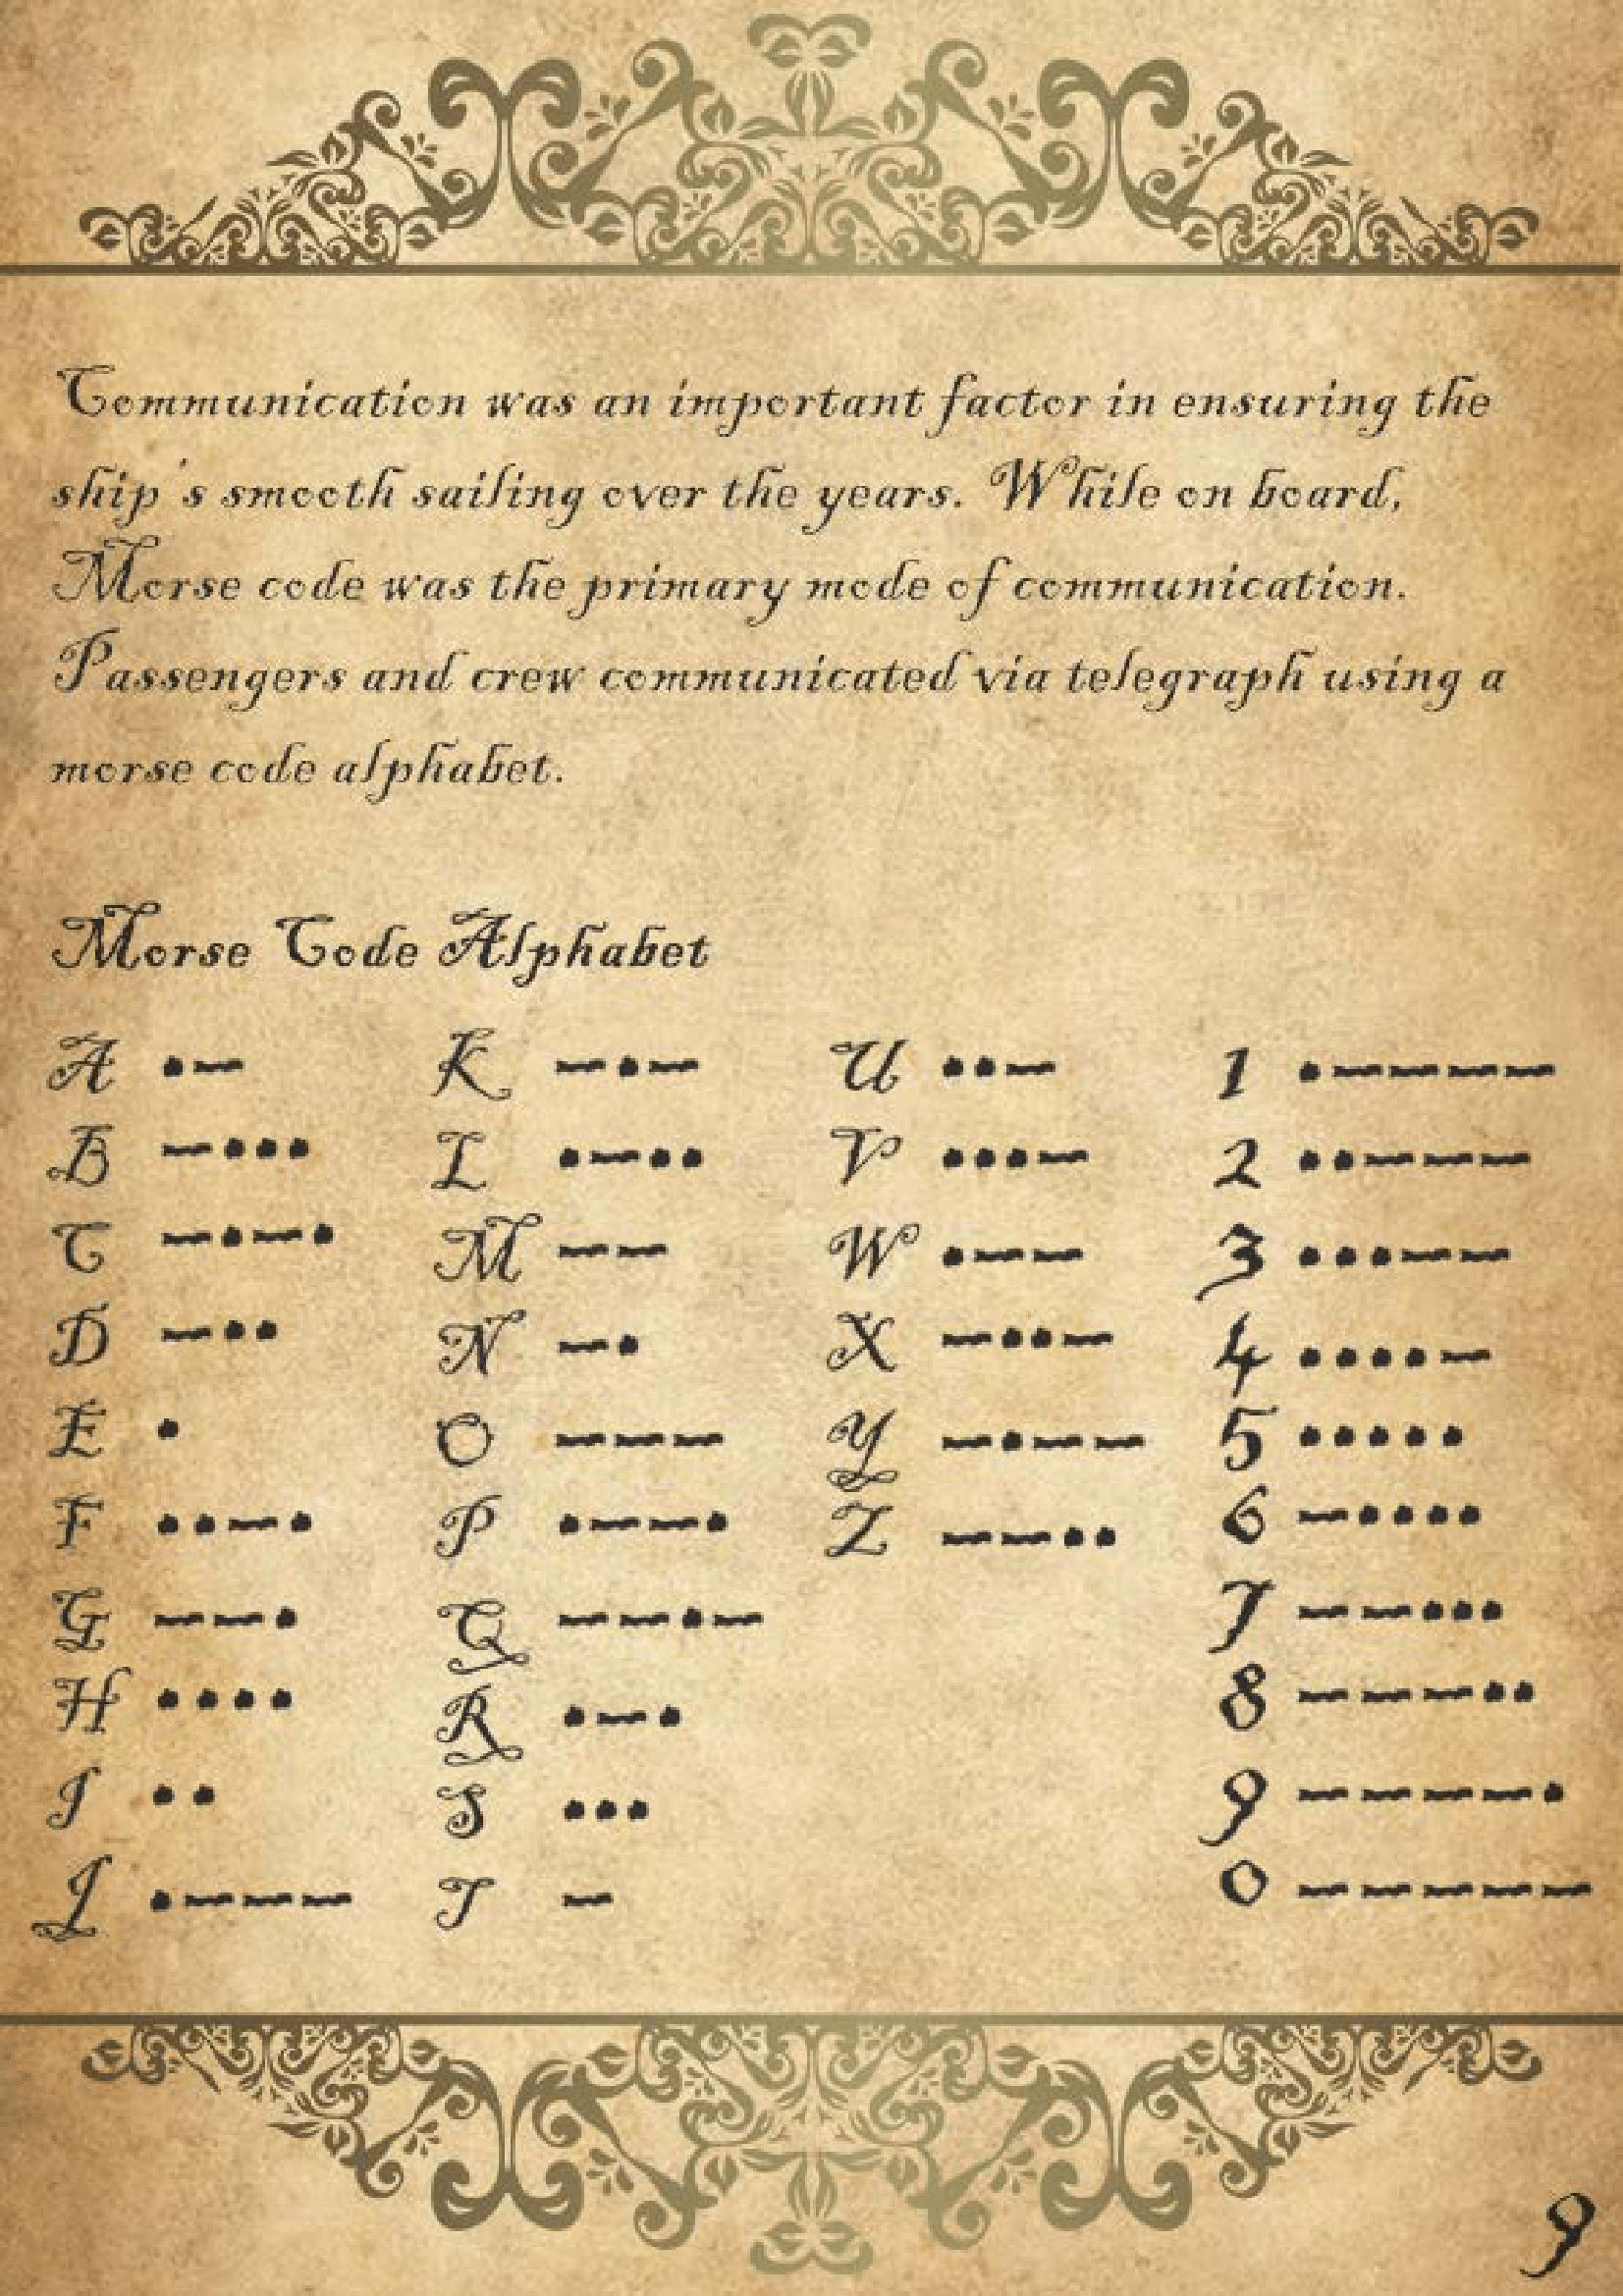 Communication was an important factor in ensuring the
ship's smooth sailing over the years. While on board,
Morse code was the primary mode of communication.
Passengers and crew communicated via telegraph using a
morse code alphabet.
Morse Code Alphabet
A •— K —•— U ••— 1 •————
B —••• L •—•• V •••— 2 ••———
C —•—• M —— W •—— 3 •••——
D —•• N —• X —••— 4 ••••—
E • O ——— Y —•—— 5 •••••
F ••—• P •——• Z ——•• 6 —••••
G ——• Q ——•— 7 ——•••
H •••• R •—• 8 ———••
I •• S ••• 9 ————•
J •——— T — 0 —————
9